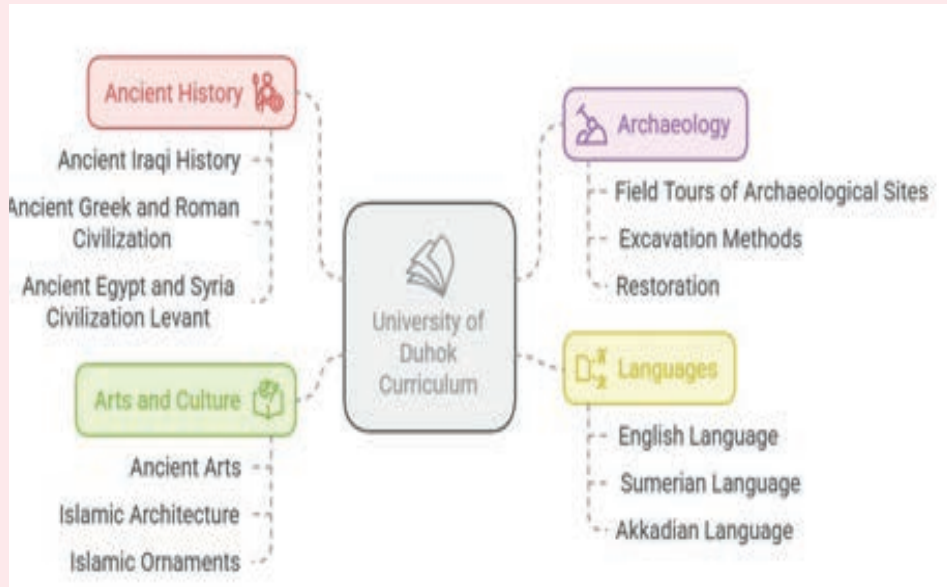 Ancient History
Ancient Iraqi History
Ancient Greek and Roman
Civilization
Ancient Egypt and Syria
Civilization Levant
Arts and Culture
Ancient Arts
Islamic Architecture
Islamic Ornaments
University of
Duhok
Curriculum
Archaeology
Field Tours of Archaeological Sites
Excavation Methods
Restoration
Languages
English Language
Sumerian Language
Akkadian Language